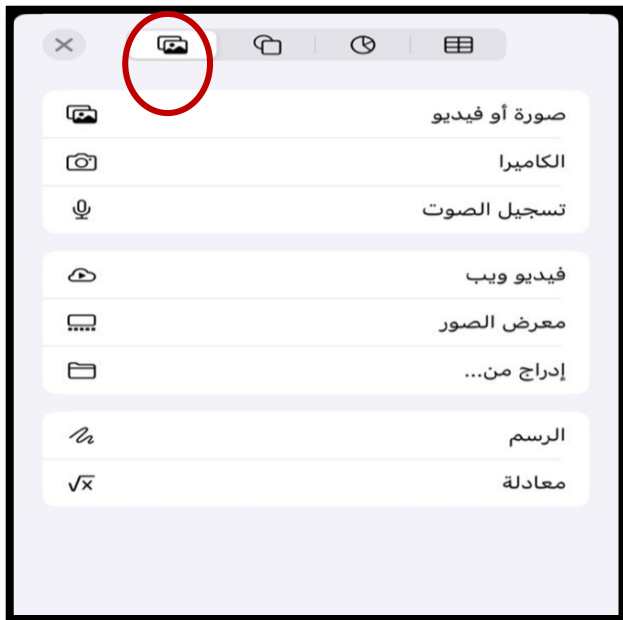 صورة أو فيديو
الكاميرا
تسجيل الصوت
فيديو ويب
معرض الصور
إدراج من...
الرسم
معادلة